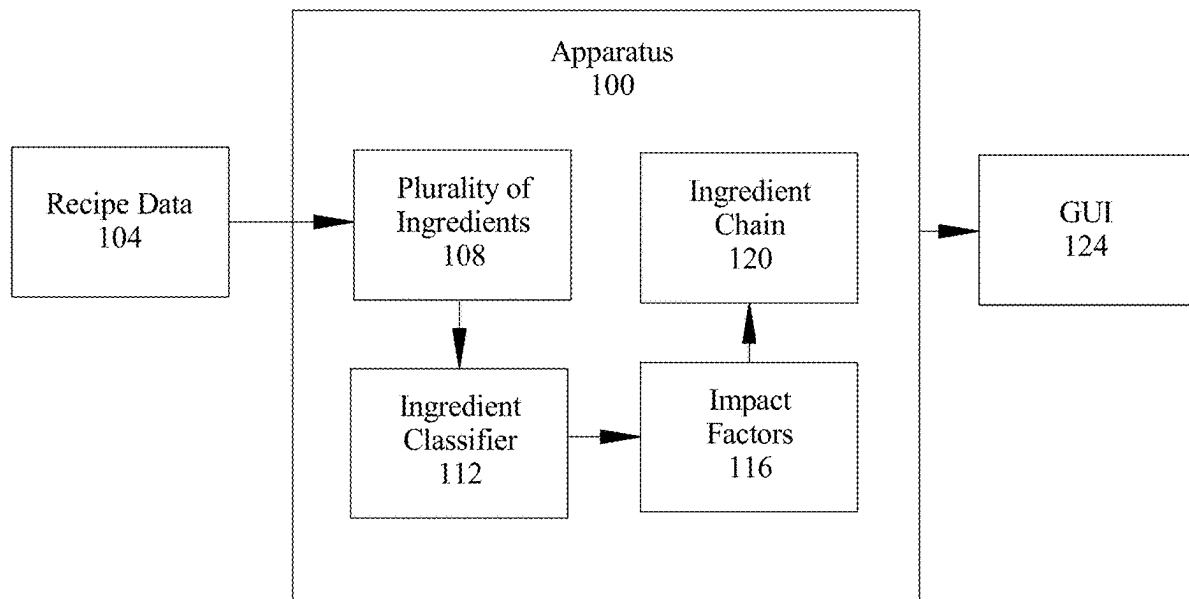 Apparatus
100
Recipe Data
104
Plurality of
Ingredients
108
Ingredient
Chain
120
GUI
124
Ingredient
Classifier
112
Impact
Factors
116